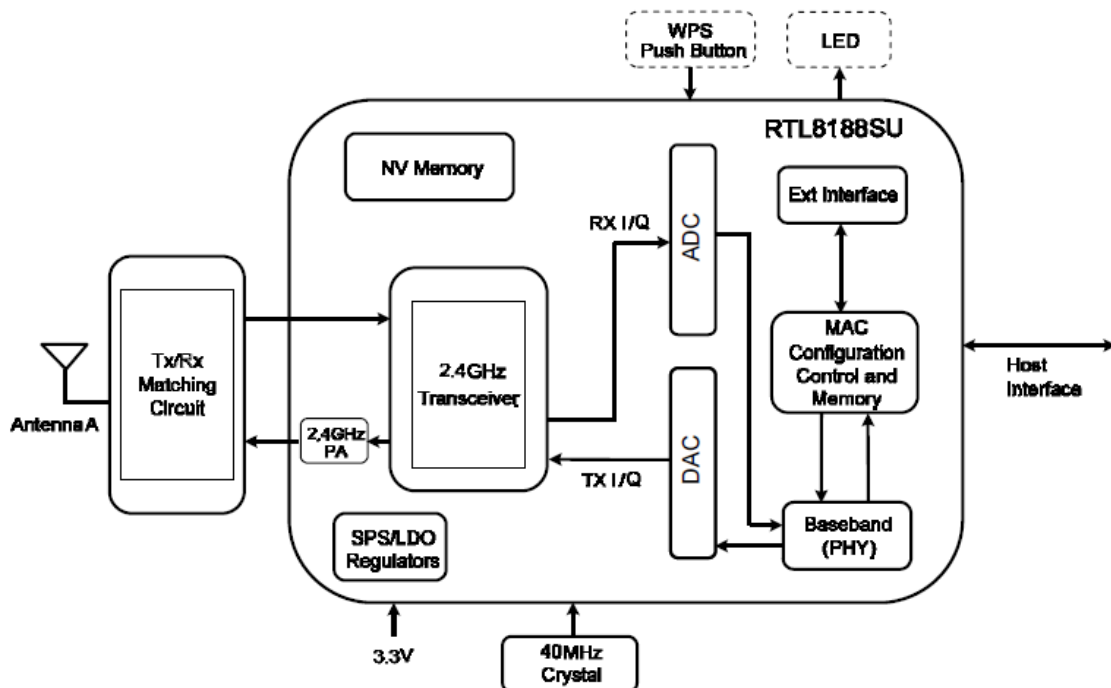 WPS
Push Button
LED
RTL8188SU
NV Memory
Ext Interface
RX I/Q
ADC
MAC
Configuration
Control and
Memory
Tx/Rx
Matching
Circuit
2.4GHz
Transceiver
Host
Interface
Antenna A
2.4GHz
PA
TX I/Q
DAC
Baseband
(PHY)
SPS/LDO
Regulators
3.3V
40MHz
Crystal